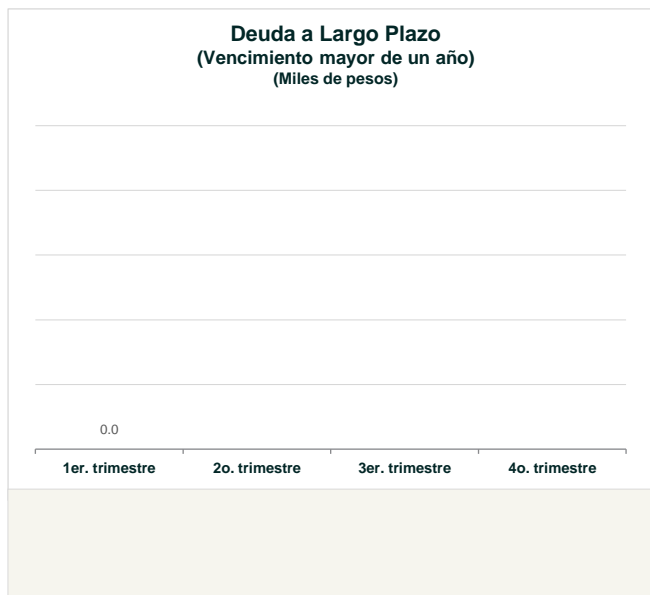 Deuda a Largo Plazo
(Vencimiento mayor de un año)
(Miles de pesos)
0.0
1er. trimestre 2o. trimestre 3er. trimestre 4o. trimestre